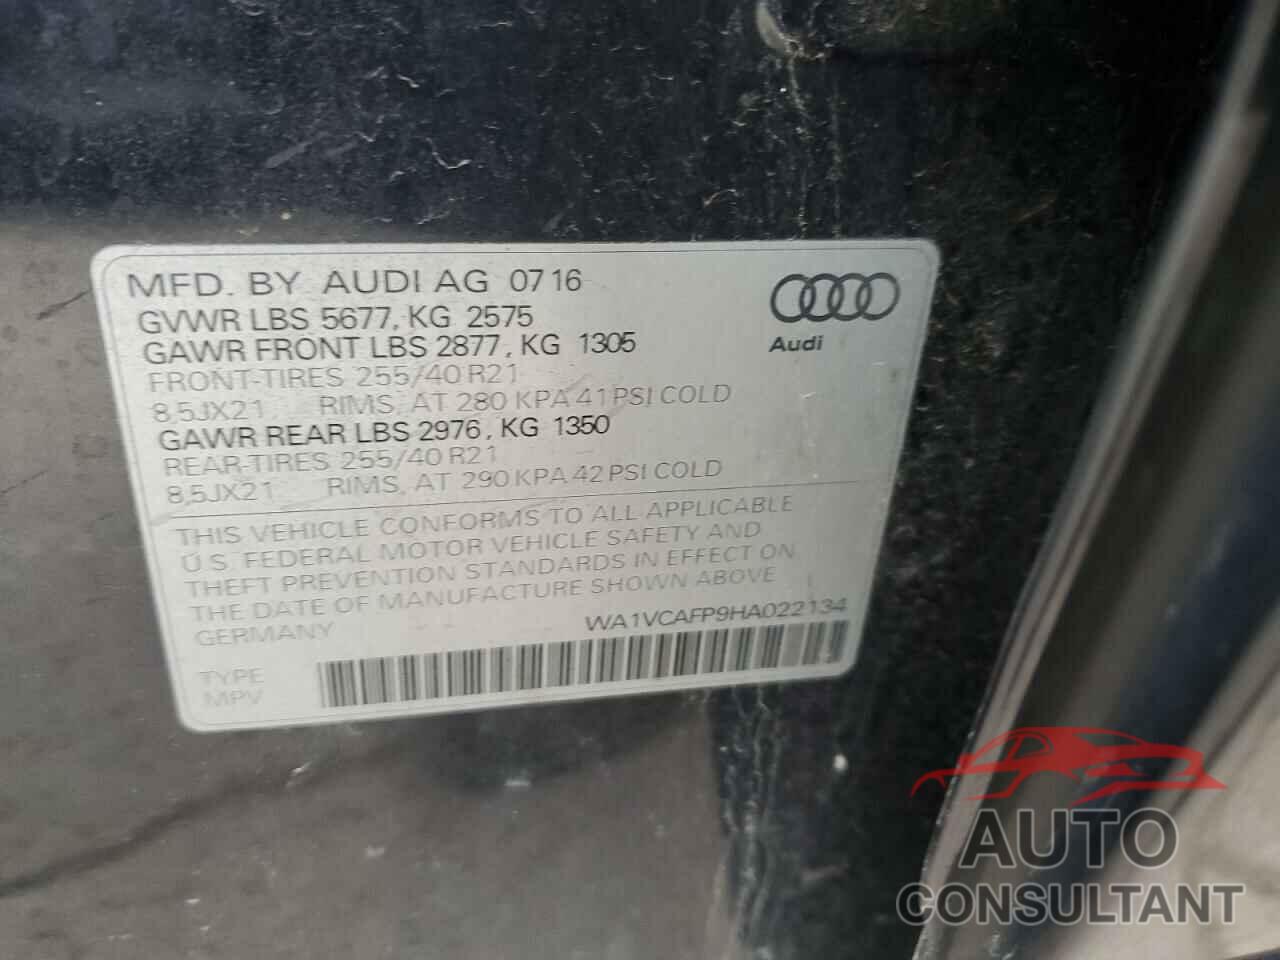 MFD. BY AUDI AG 07 16
GVWR LBS 5677, KG 2575
GAWR FRONT LBS 2877, KG 1305
FRONT-TIRES 255/40 R21
8,5JX21 RIMS, AT 280 KPA 41 PSI COLD
GAWR REAR LBS 2976, KG 1350
REAR-TIRES 255/40 R21
8,5JX21 RIMS, AT 290 KPA 42 PSI COLD
Audi
THIS VEHICLE CONFORMS TO ALL APPLICABLE
U.S. FEDERAL MOTOR VEHICLE SAFETY AND
THEFT PREVENTION STANDARDS IN EFFECT ON
THE DATE OF MANUFACTURE SHOWN ABOVE
GERMANY WA1VCAFP9HA022134
TYPE
MPV
AUTO
CONSULTANT